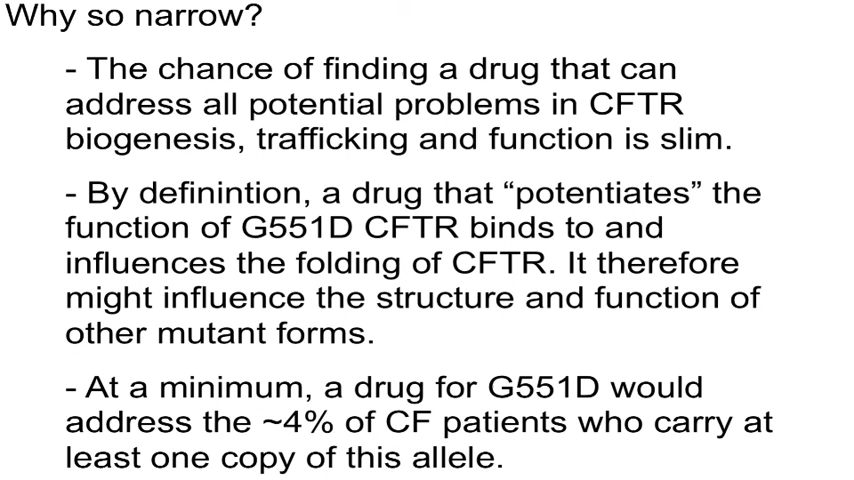 Why so narrow?
- The chance of finding a drug that can
address all potential problems in CFTR
biogenesis, trafficking and function is slim.
- By definintion, a drug that “potentiates” the
function of G551D CFTR binds to and
influences the folding of CFTR. It therefore
might influence the structure and function of
other mutant forms.
- At a minimum, a drug for G551D would
address the ~4% of CF patients who carry at
least one copy of this allele.